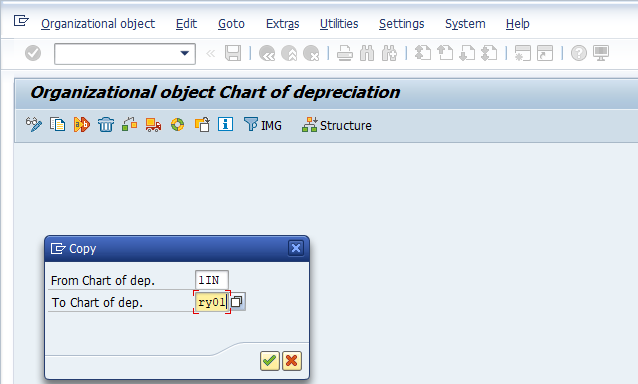 Organizational object Edit Goto Extras Utilities Settings System Help
Organizational object Chart of depreciation
IMG Structure
Copy
From Chart of dep. 1IN
To Chart of dep. ry01